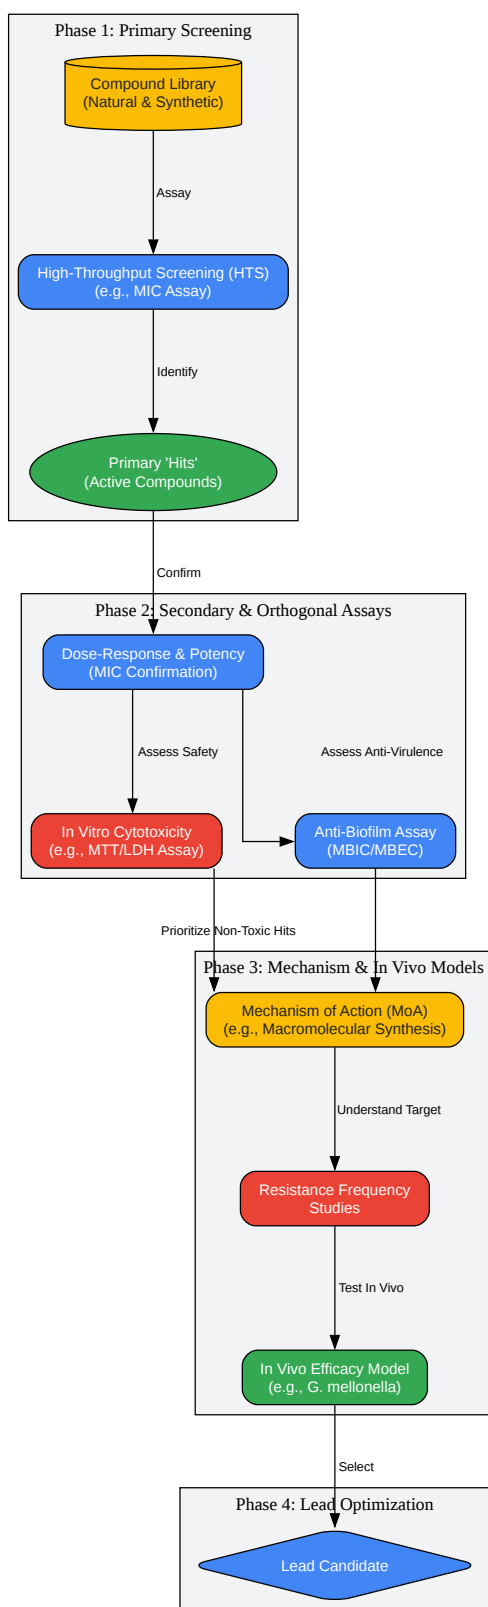 Phase 1: Primary Screening
Compound Library
(Natural & Synthetic)
Assay
High-Throughput Screening (HTS)
(e.g., MIC Assay)
Identify
Primary 'Hits'
(Active Compounds)
Confirm
Phase 2: Secondary & Orthogonal Assays
Dose-Response & Potency
(MIC Confirmation)
Assess Safety
Assess Anti-Virulence
In Vitro Cytotoxicity
(e.g., MTT/LDH Assay)
Anti-Biofilm Assay
(MBIC/MBEC)
Prioritize Non-Toxic Hits
Phase 3: Mechanism & In Vivo Models
Mechanism of Action (MoA)
(e.g., Macromolecular Synthesis)
Understand Target
Resistance Frequency
Studies
Test In Vivo
In Vivo Efficacy Model
(e.g., G. mellonella)
Select
Phase 4: Lead Optimization
Lead Candidate